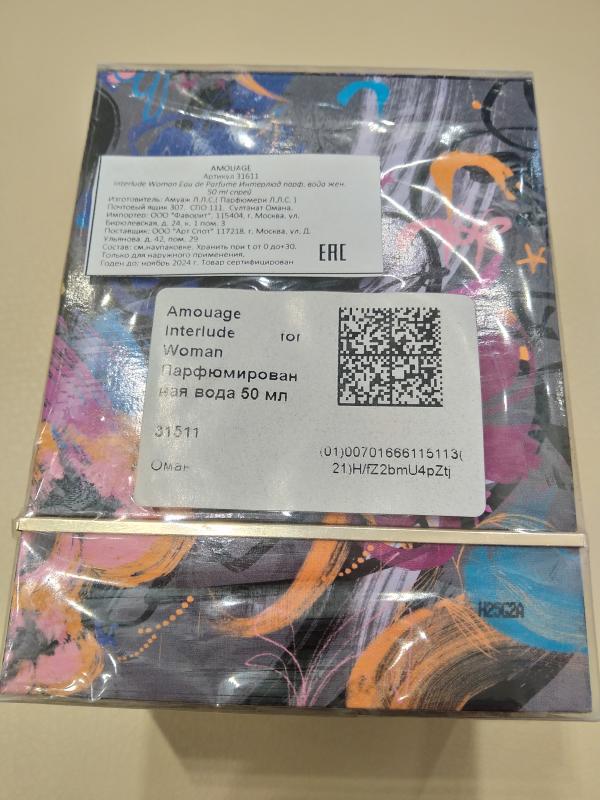 AMOUAGE
Артикул 31611
Interlude Woman Eau de Parfume Интерлюд парф. вода жен.
50 ml спрей
Изготовитель: Амуаж Л.Л.С.( Парфюмери Л.Л.С. )
Почтовый ящик 307, СПО 111, Султанат Омана.
Импортер: ООО "Фаворит", 115404, г. Москва, ул.
Бирюлевская, д. 24, к. 1 пом. 3
Поставщик: ООО "Арт Спот" 117218, г. Москва, ул. Д.
Ульянова, д. 42, пом. 29
Состав: см.наупаковке. Хранить при t от 0 до+30.
Только для наружного применения.
Годен до: ноябрь 2024 г. Товар сертифицирован
EAC
Amouage
Interlude for
Woman
Парфюмирован
ная вода 50 мл
31511
Оман
(01)00701666115113(
21)H/fZ2bmU4pZtj
H25G2A